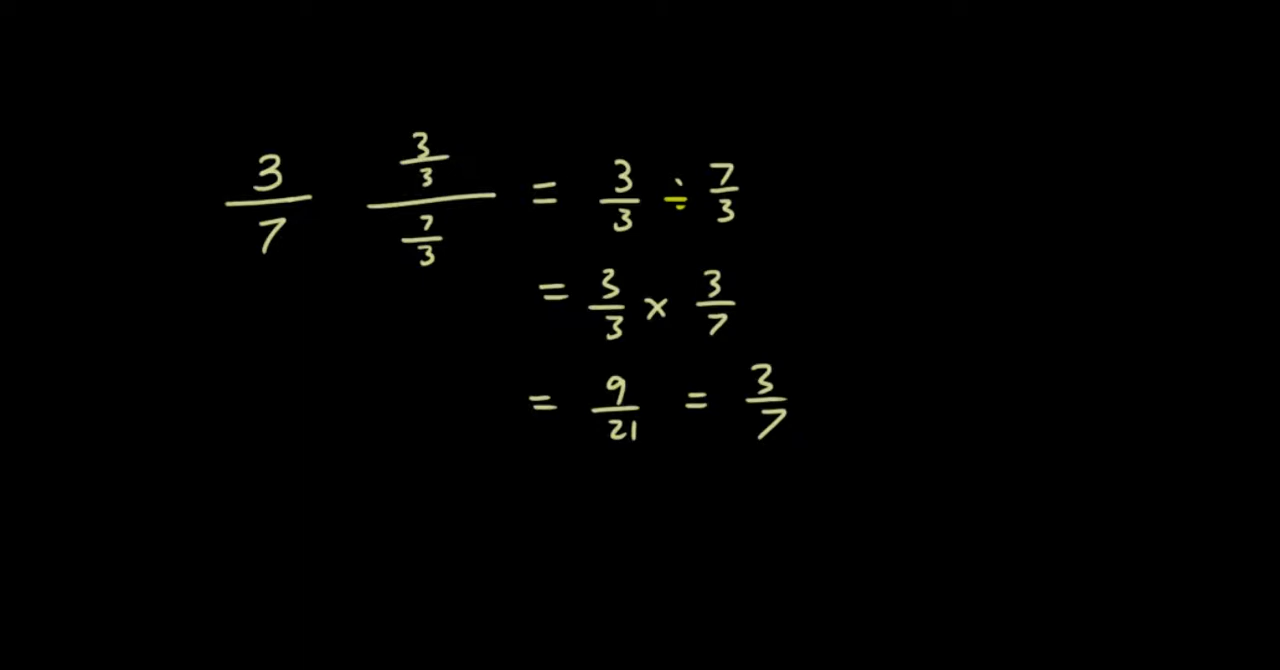 3/7 (3/3)/(7/3) = 3/3 ÷ 7/3
= 3/3 × 3/7
= 9/21 = 3/7